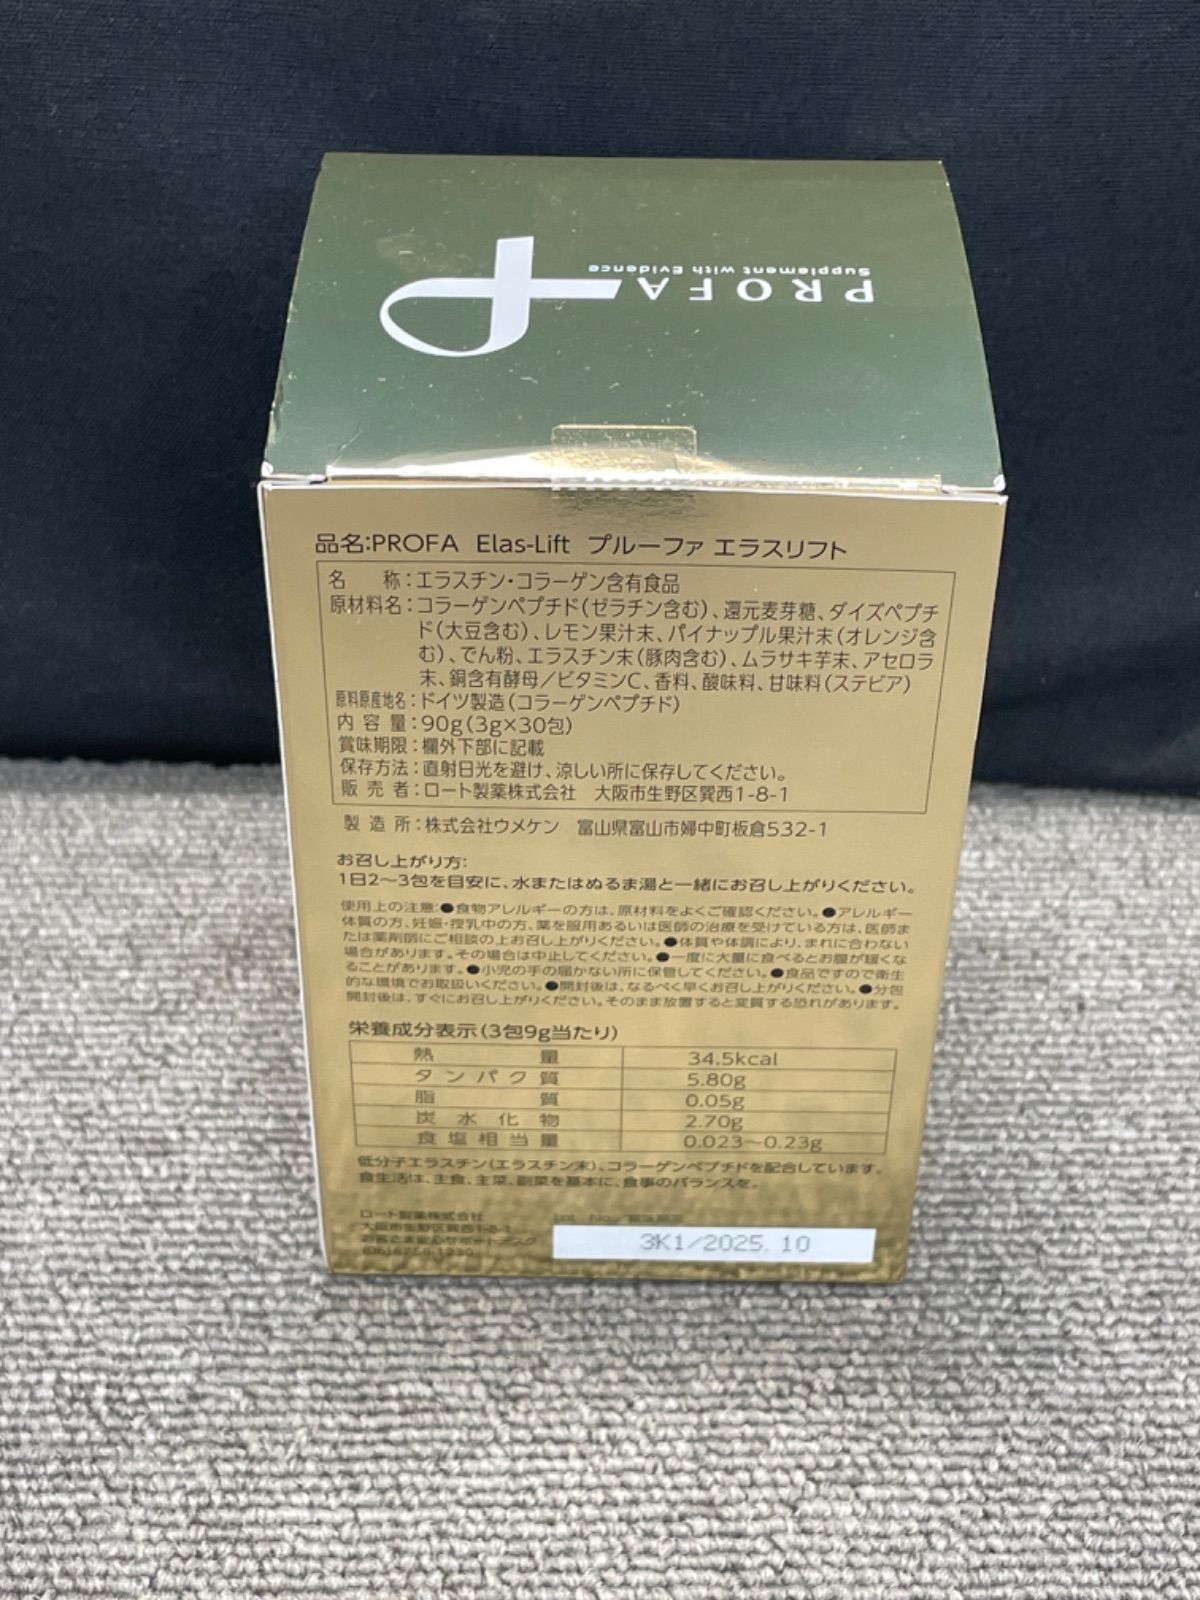 PROFA
Supplement with Evidence
品名:PROFA Elas-Lift プルーファ エラスリフト
名 称:エラスチン・コラーゲン含有食品
原材料名:コラーゲンペプチド(ゼラチン含む)、還元麦芽糖、ダイズペプチ
ド(大豆含む)、レモン果汁末、パイナップル果汁末(オレンジ含
む)、でん粉、エラスチン末(豚肉含む)、ムラサキ芋末、アセロラ
末、銅含有酵母/ビタミンC、香料、酸味料、甘味料(ステビア)
原料原産地名:ドイツ製造(コラーゲンペプチド)
内容量:90g(3g×30包)
賞味期限:欄外下部に記載
保存方法:直射日光を避け、涼しい所に保存してください。
販売者:ロート製薬株式会社 大阪市生野区巽西1-8-1
製造所:株式会社ウメケン 富山県富山市婦中町板倉532-1
お召し上がり方:
1日2〜3包を目安に、水またはぬるま湯と一緒にお召し上がりください。
使用上の注意:●食物アレルギーの方は、原材料をよくご確認ください。●アレルギー
体質の方、妊娠・授乳中の方、薬を服用あるいは医師の治療を受けている方は、医師ま
たは薬剤師にご相談の上お召し上がりください。●体質や体調により、まれに合わない
場合があります。その場合は中止してください。●一度に大量に食べるとお腹が緩くな
ることがあります。●小児の手の届かない所に保管してください。●食品ですので衛生
的な環境でお取扱いください。●開封後は、なるべく早くお召し上がりください。●分包
開封後は、すぐにお召し上がりください。そのまま放置すると変質する恐れがあります。
栄養成分表示(3包9g当たり)
熱量 34.5kcal
タンパク質 5.80g
脂質 0.05g
炭水化物 2.70g
食塩相当量 0.023〜0.23g
低分子エラスチン(エラスチン末)、コラーゲンペプチドを配合しています。
食生活は、主食、主菜、副菜を基本に、食事のバランスを。
ロート製薬株式会社
大阪市生野区巽西1-8-1
お客さま安心サポートデスク
(06)6758-1230
Lot No./賞味期限
3K1/2025.10